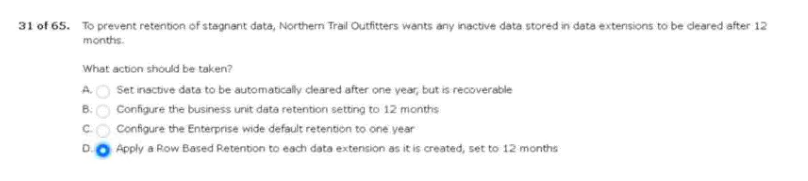 31 of 65. To prevent retention of stagnant data, Northern Trail Outfitters wants any inactive data stored in data extensions to be cleared after 12
months.
What action should be taken?
A. Set inactive data to be automatically cleared after one year, but is recoverable
B. Configure the business unit data retention setting to 12 months
C. Configure the Enterprise wide default retention to one year
D. Apply a Row Based Retention to each data extension as it is created, set to 12 months